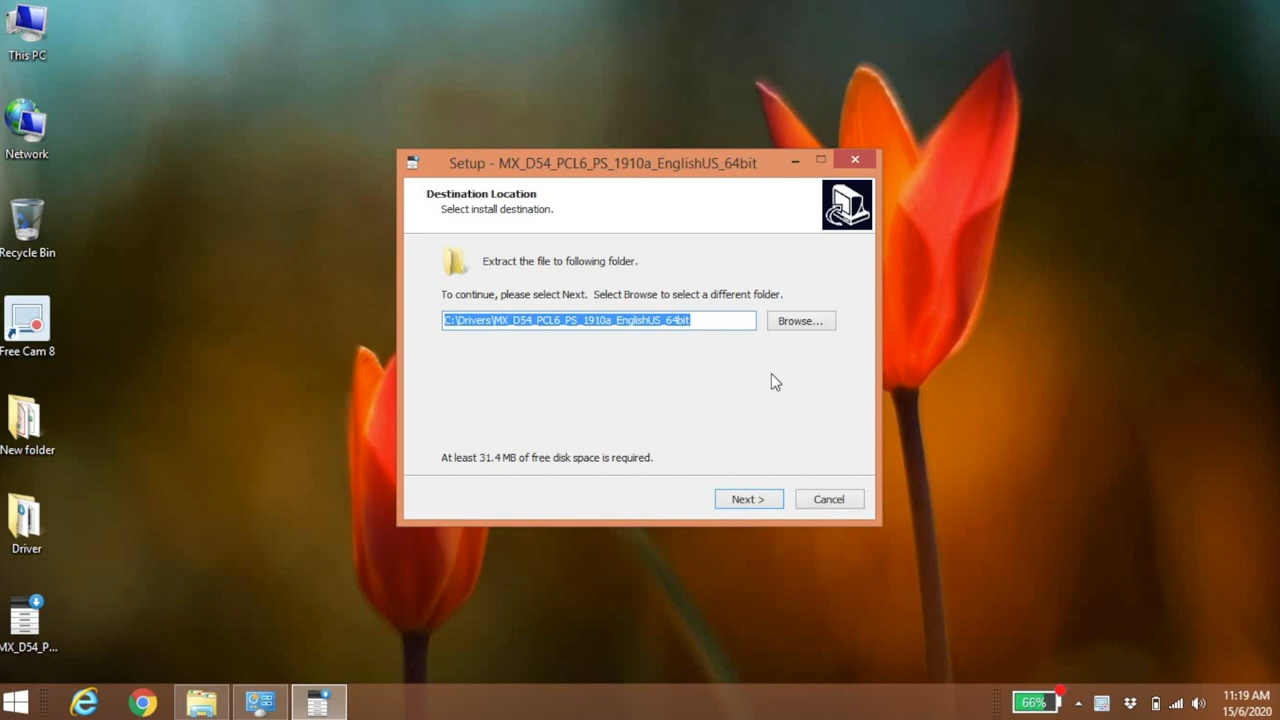 This PC
Network
Recycle Bin
Free Cam 8
New folder
Driver
MX_D54_P...
Setup - MX_D54_PCL6_PS_1910a_EnglishUS_64bit
Destination Location
Select install destination.
Extract the file to following folder.
To continue, please select Next. Select Browse to select a different folder.
C:\Drivers\MX_D54_PCL6_PS_1910a_EnglishUS_64bit
Browse...
At least 31.4 MB of free disk space is required.
Next >
Cancel
66%
11:19 AM
15/6/2020